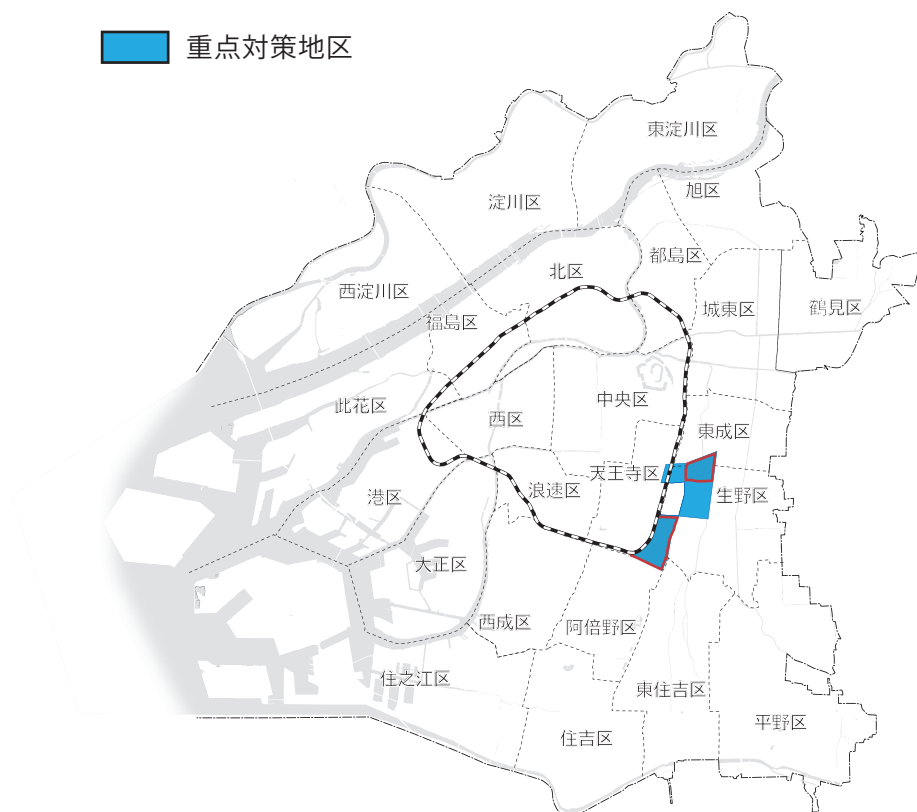 重点対策地区
東淀川区
旭区
淀川区
都島区
北区
西淀川区
城東区
鶴見区
福島区
中央区
此花区
西区
東成区
天王寺区
浪速区
生野区
港区
大正区
西成区
阿倍野区
住之江区
東住吉区
平野区
住吉区